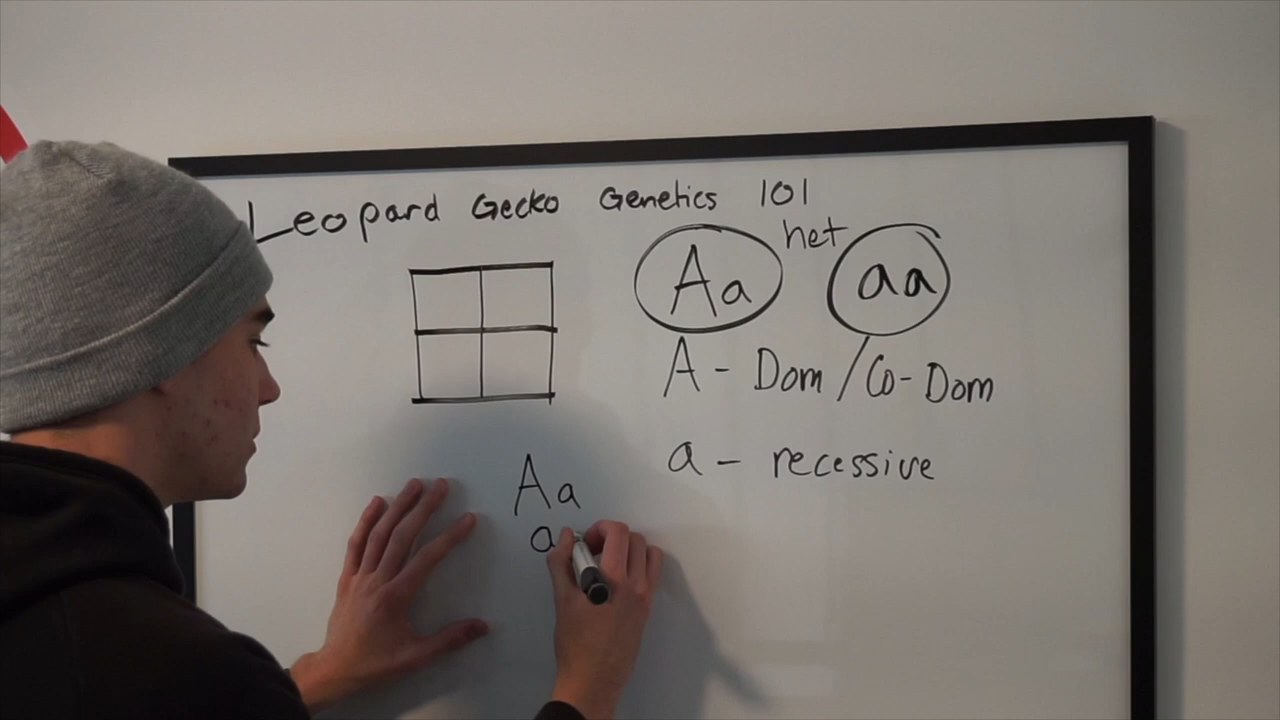 Leopard Gecko Genetics 101
Aa het aa
A - Dom / Co-Dom
a - recessive
Aa
a